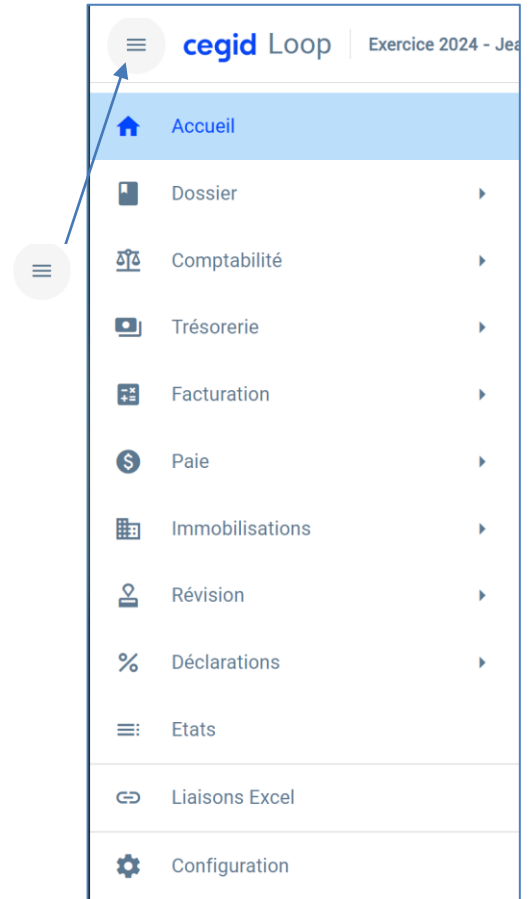 cegid Loop Exercice 2024 - Jea
Accueil
Dossier
Comptabilité
Trésorerie
Facturation
Paie
Immobilisations
Révision
Déclarations
Etats
Liaisons Excel
Configuration